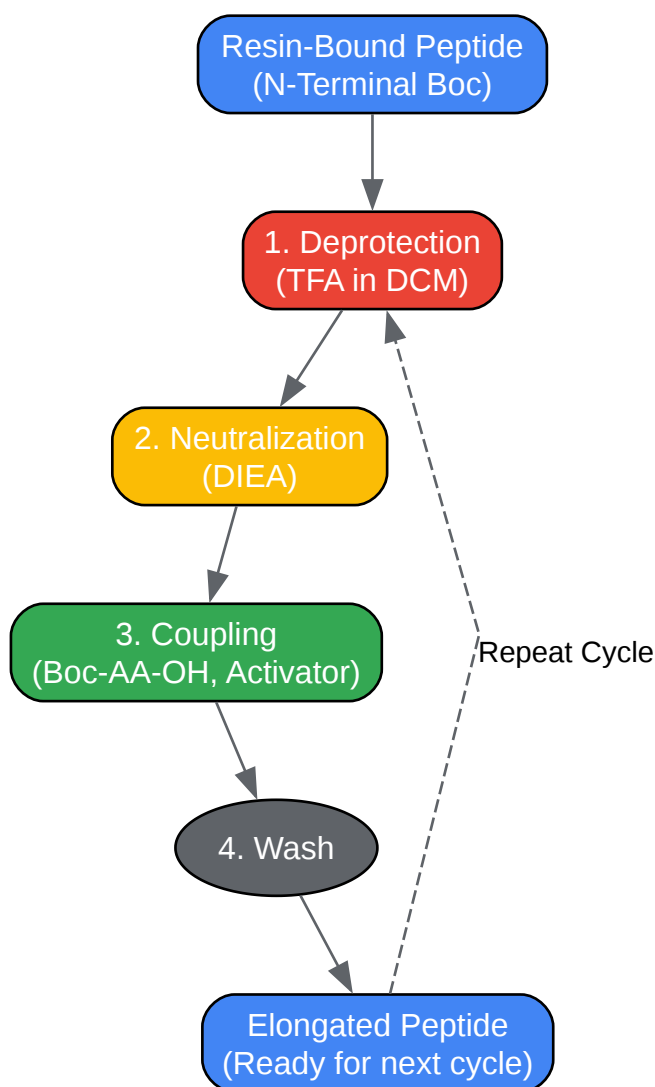 Resin-Bound Peptide
(N-Terminal Boc)
1. Deprotection
(TFA in DCM)
2. Neutralization
(DIEA)
3. Coupling
(Boc-AA-OH, Activator)
Repeat Cycle
4. Wash
Elongated Peptide
(Ready for next cycle)